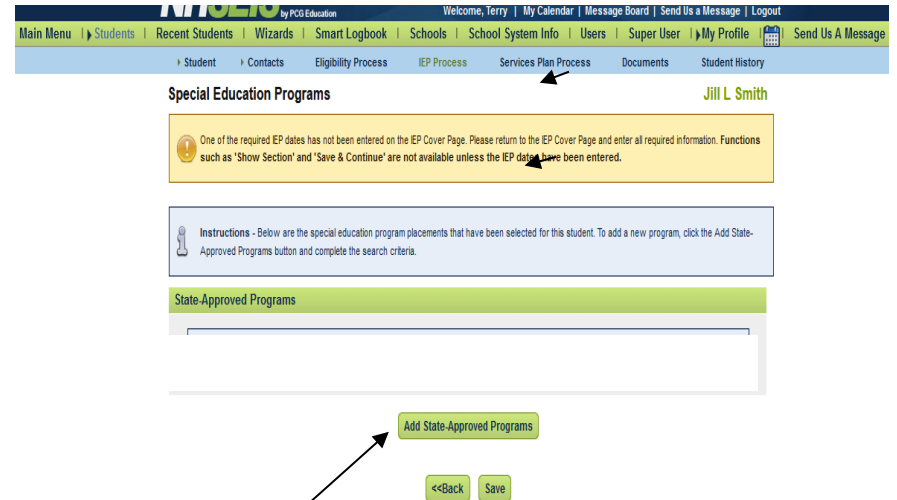 by PCG Education Welcome, Terry | My Calendar | Message Board | Send Us a Message | Logout
Main Menu | Students | Recent Students | Wizards | Smart Logbook | Schools | School System Info | Users | Super User | My Profile | | Send Us A Message
Student Contacts Eligibility Process IEP Process Services Plan Process Documents Student History
Special Education Programs Jill L Smith
One of the required IEP dates has not been entered on the IEP Cover Page. Please return to the IEP Cover Page and enter all required information. Functions
such as 'Show Section' and 'Save & Continue' are not available unless the IEP dates have been entered.
Instructions - Below are the special education program placements that have been selected for this student. To add a new program, click the Add State-
Approved Programs button and complete the search criteria.
State-Approved Programs
Add State-Approved Programs
<<Back Save